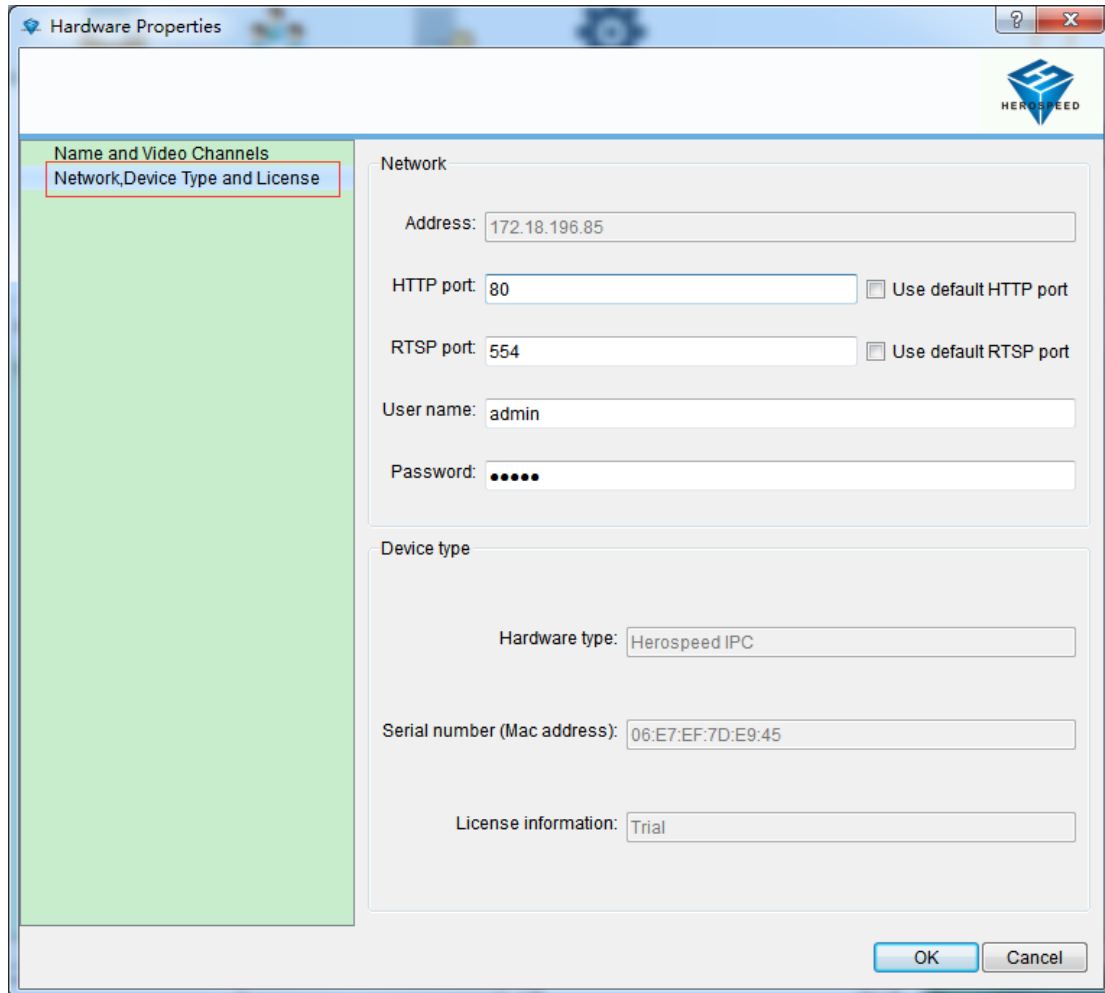 Hardware Properties
HEROSPEED
Name and Video Channels
Network,Device Type and License
Network
Address: 172.18.196.85
HTTP port: 80 Use default HTTP port
RTSP port: 554 Use default RTSP port
User name: admin
Password: •••••
Device type
Hardware type: Herospeed IPC
Serial number (Mac address): 06:E7:EF:7D:E9:45
License information: Trial
OK Cancel